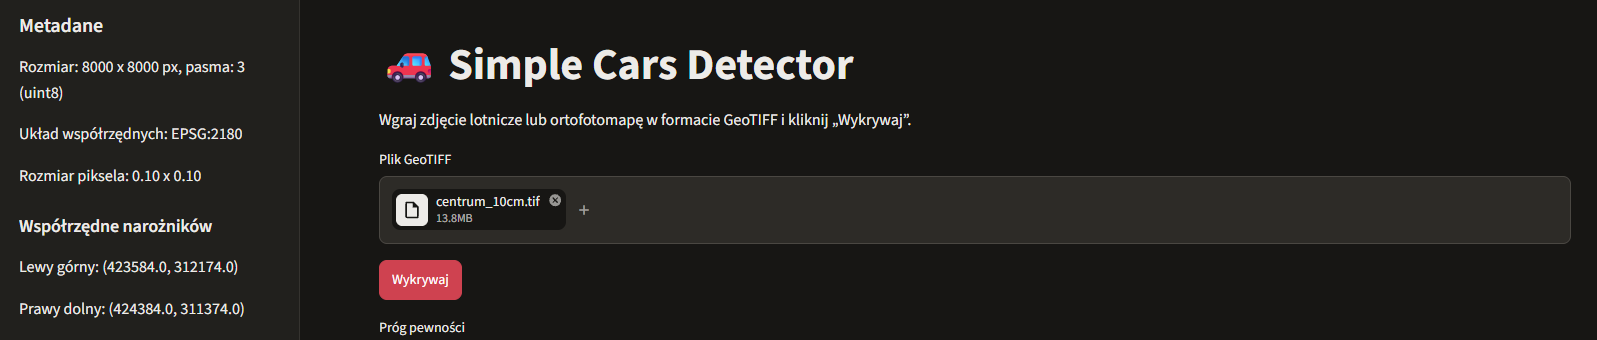 Metadane
Rozmiar: 8000 x 8000 px, pasma: 3
(uint8)
Układ współrzędnych: EPSG:2180
Rozmiar piksela: 0.10 x 0.10
Współrzędne narożników
Lewy górny: (423584.0, 312174.0)
Prawy dolny: (424384.0, 311374.0)
Simple Cars Detector
Wgraj zdjęcie lotnicze lub ortofotomapę w formacie GeoTIFF i kliknij „Wykrywaj”.
Plik GeoTIFF
centrum_10cm.tif
13.8MB
Wykrywaj
Próg pewności